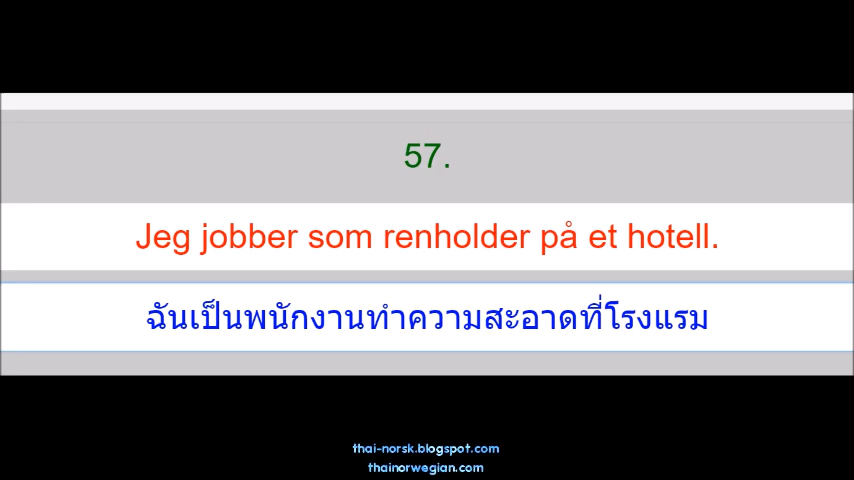 57.
Jeg jobber som renholder på et hotell.
ฉันเป็นพนักงานทำความสะอาดที่โรงแรม
thai-norsk.blogspot.com
thainorwegian.com